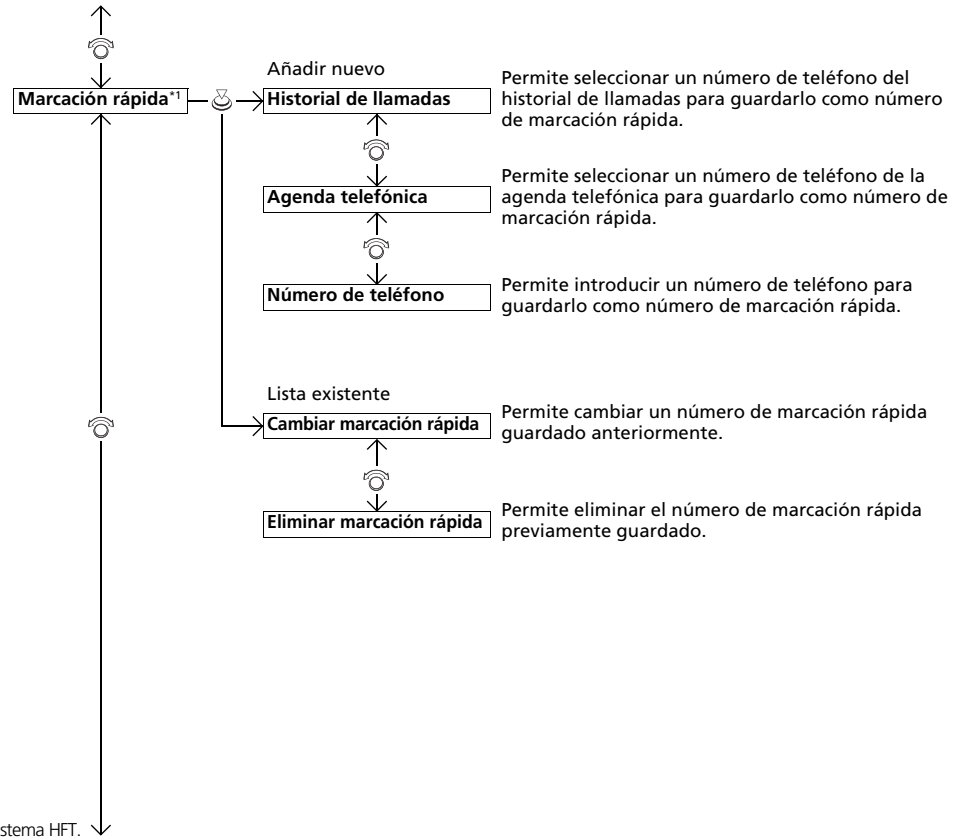 Marcación rápida*1
Añadir nuevo
Historial de llamadas
Permite seleccionar un número de teléfono del
historial de llamadas para guardarlo como número
de marcación rápida.
Agenda telefónica
Permite seleccionar un número de teléfono de la
agenda telefónica para guardarlo como número de
marcación rápida.
Número de teléfono
Permite introducir un número de teléfono para
guardarlo como número de marcación rápida.
Lista existente
Cambiar marcación rápida
Permite cambiar un número de marcación rápida
guardado anteriormente.
Eliminar marcación rápida
Permite eliminar el número de marcación rápida
previamente guardado.
stema HFT.